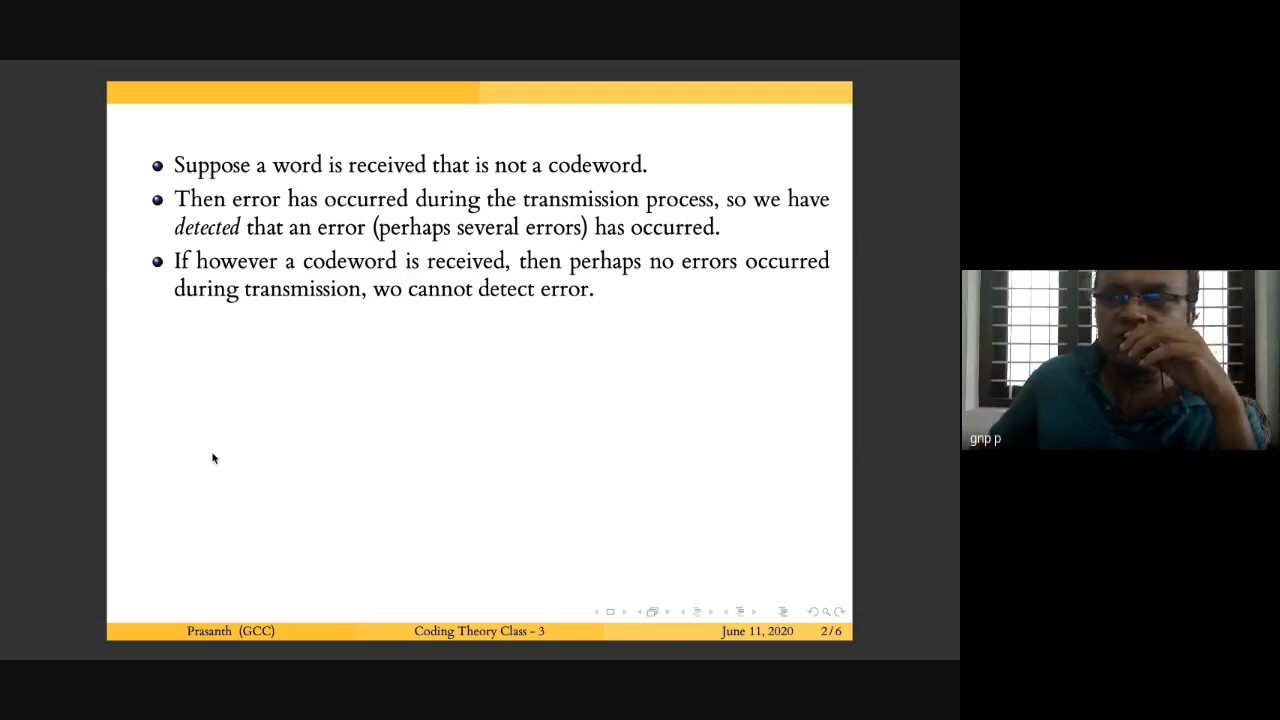 Suppose a word is received that is not a codeword.
Then error has occurred during the transmission process, so we have
detected that an error (perhaps several errors) has occurred.
If however a codeword is received, then perhaps no errors occurred
during transmission, wo cannot detect error.
gnp p
Prasanth (GCC) Coding Theory Class – 3 June 11, 2020 2/6